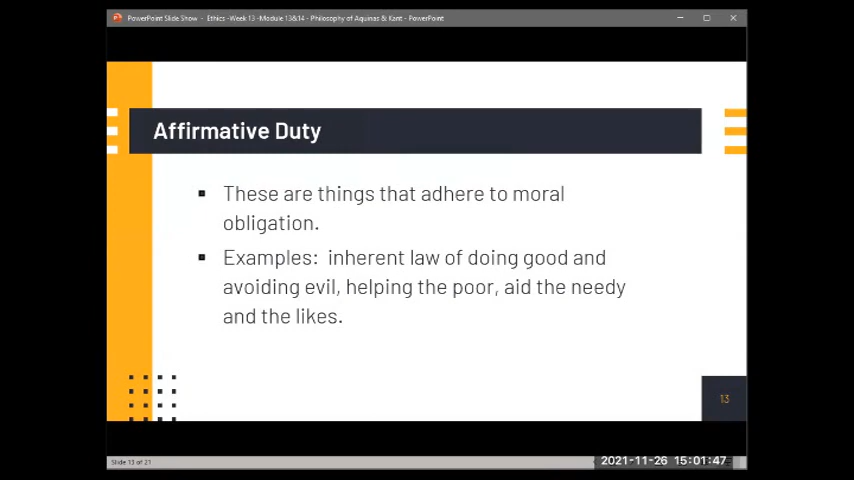 PowerPoint Slide Show - Ethics -Week 13 -Module 13&14 - Philosophy of Aquinas & Kant - PowerPoint
Affirmative Duty
These are things that adhere to moral
obligation.
Examples: inherent law of doing good and
avoiding evil, helping the poor, aid the needy
and the likes.
13
Slide 13 of 21
2021-11-26 15:01:47